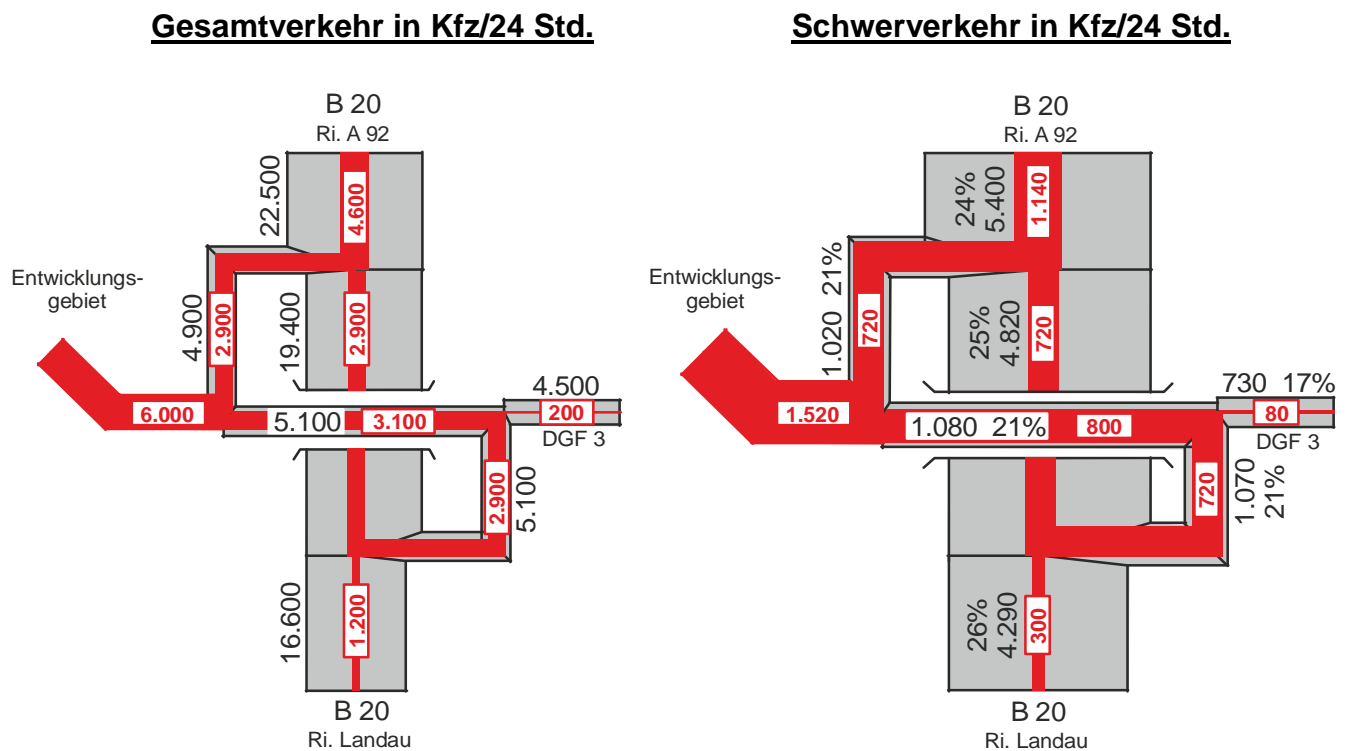 Gesamtverkehr in Kfz/24 Std.
B 20
Ri. A 92
22.500
4.600
Entwicklungs-
gebiet
4.900
2.900
19.400
2.900
6.000
5.100
3.100
4.500
200
DGF 3
2.900
5.100
16.600
1.200
B 20
Ri. Landau
Schwerverkehr in Kfz/24 Std.
B 20
Ri. A 92
24%
5.400
1.140
Entwicklungs-
gebiet
1.020 21%
720
25%
4.820
720
1.520
1.080 21%
800
730 17%
80
DGF 3
720
1.070
21%
26%
4.290
300
B 20
Ri. Landau